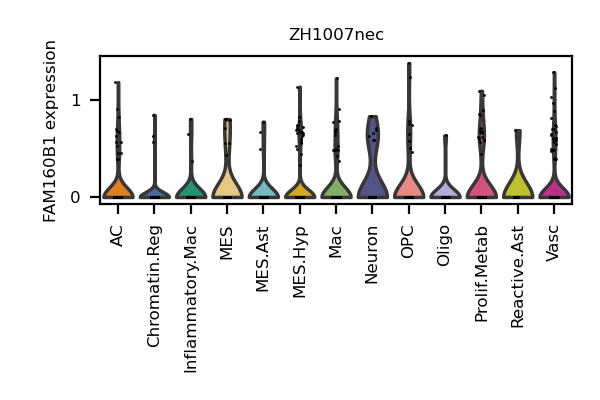 ZH1007nec
FAM160B1 expression
1
0
AC
Chromatin.Reg
Inflammatory.Mac
MES
MES.Ast
MES.Hyp
Mac
Neuron
OPC
Oligo
Prolif.Metab
Reactive.Ast
Vasc